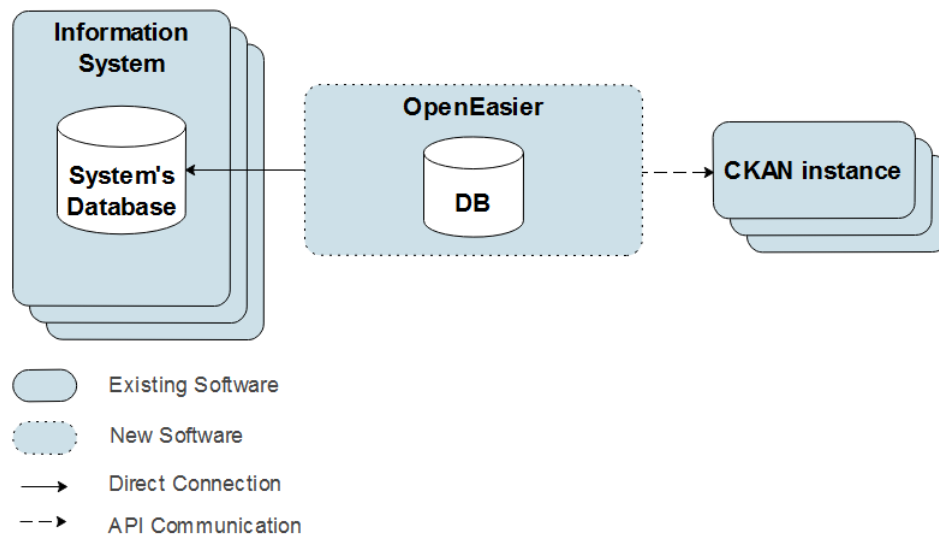 Information
System
System's
Database
OpenEasier
DB
CKAN instance
Existing Software
New Software
Direct Connection
API Communication